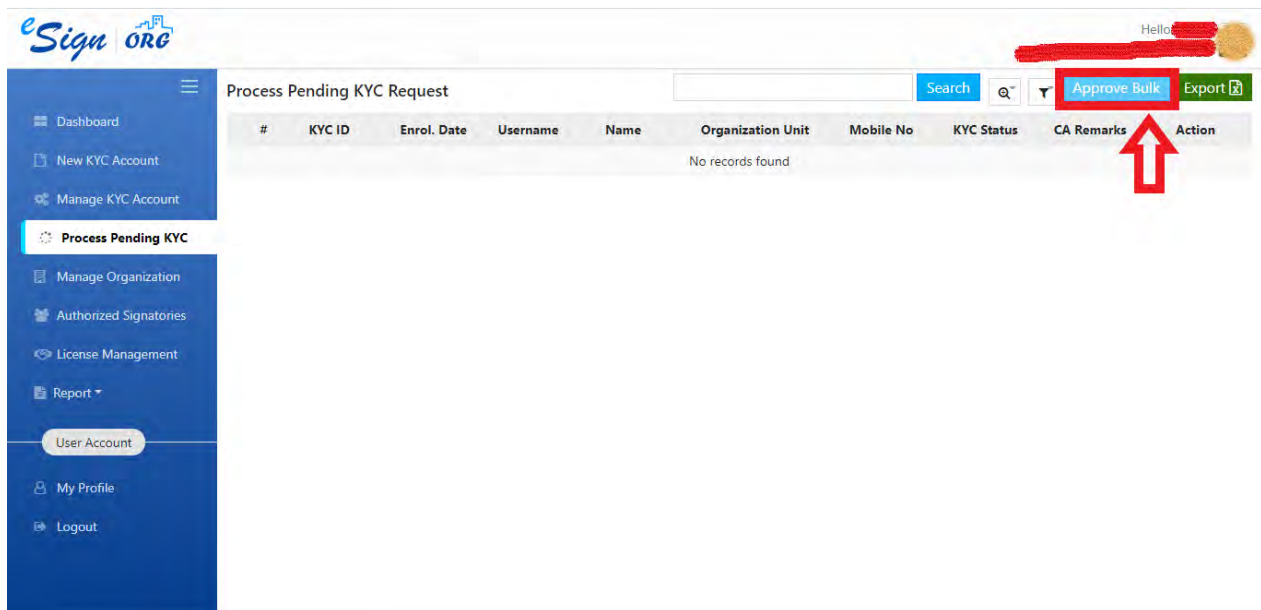 eSign ORG
Hello
Process Pending KYC Request
Search
Approve Bulk
Export
# KYC ID Enrol. Date Username Name Organization Unit Mobile No KYC Status CA Remarks Action
No records found
Dashboard
New KYC Account
Manage KYC Account
Process Pending KYC
Manage Organization
Authorized Signatories
License Management
Report
User Account
My Profile
Logout